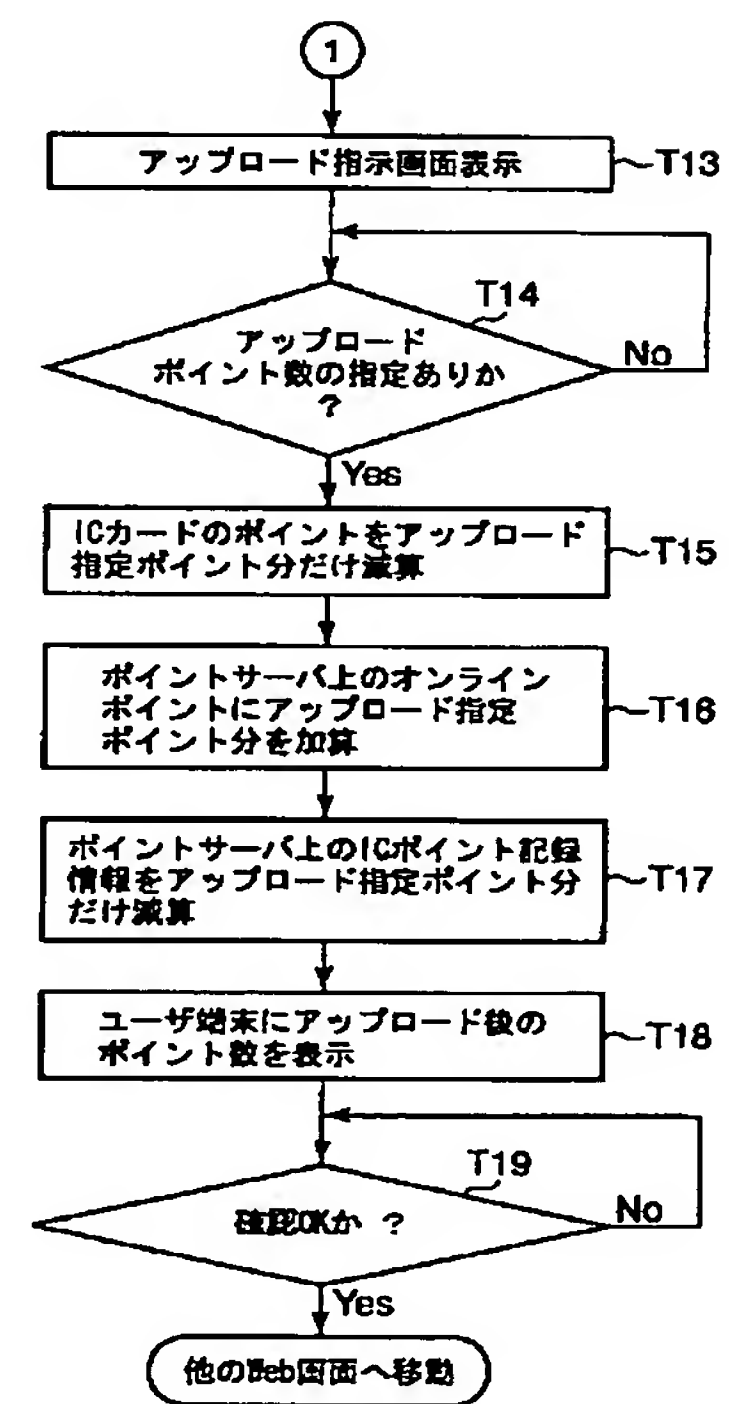 1
アップロード指示画面表示
T13
T14
アップロード
ポイント数の指定ありか
?
No
Yes
ICカードのポイントをアップロード
指定ポイント分だけ減算
T15
ポイントサーバ上のオンライン
ポイントにアップロード指定
ポイント分を加算
T16
ポイントサーバ上のICポイント記録
情報をアップロード指定ポイント分
だけ減算
T17
ユーザ端末にアップロード後の
ポイント数を表示
T18
T19
確認OKか ?
No
Yes
他のWeb画面へ移動